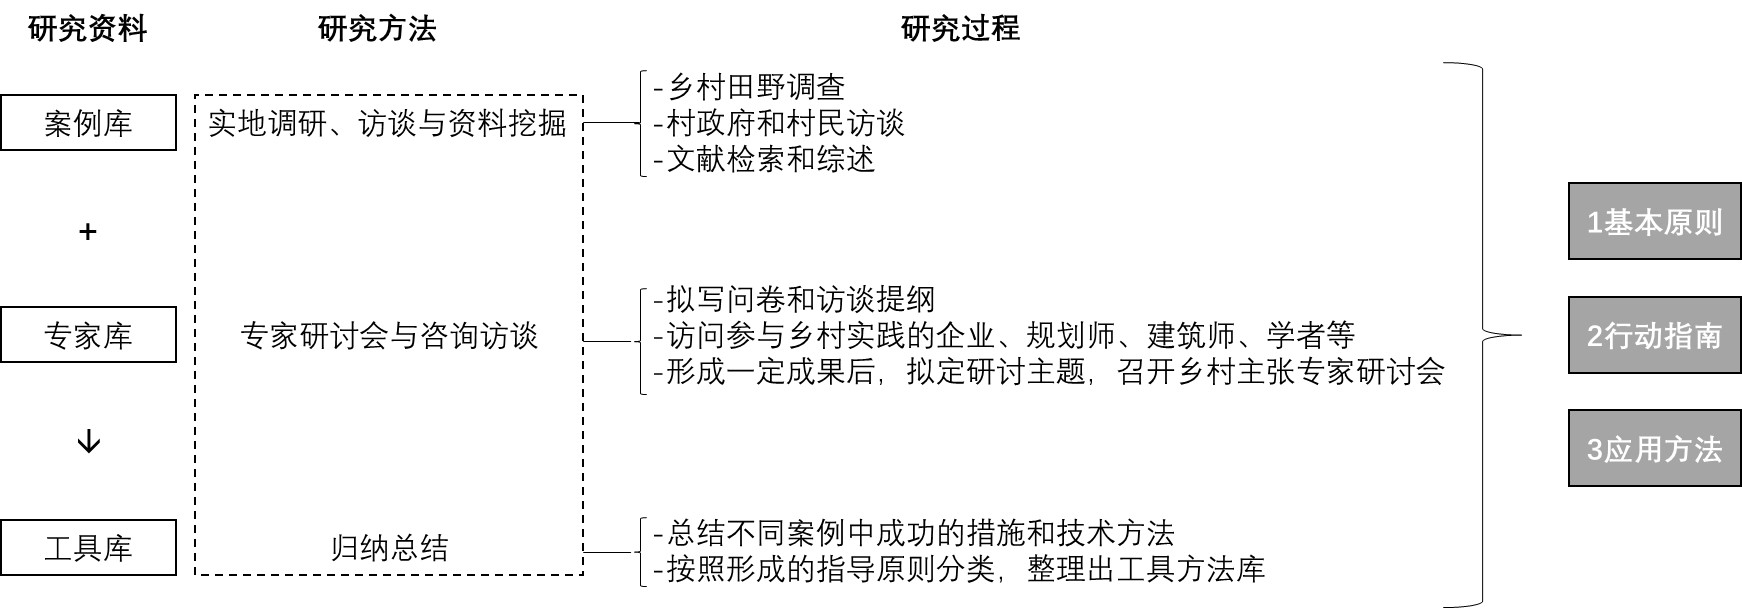 研究资料
研究方法
研究过程
案例库
实地调研、访谈与资料挖掘
-乡村田野调查
-村政府和村民访谈
-文献检索和综述
+
专家库
专家研讨会与咨询访谈
-拟写问卷和访谈提纲
-访问参与乡村实践的企业、规划师、建筑师、学者等
-形成一定成果后，拟定研讨主题，召开乡村主张专家研讨会
工具库
归纳总结
-总结不同案例中成功的措施和技术方法
-按照形成的指导原则分类，整理出工具方法库
1基本原则
2行动指南
3应用方法